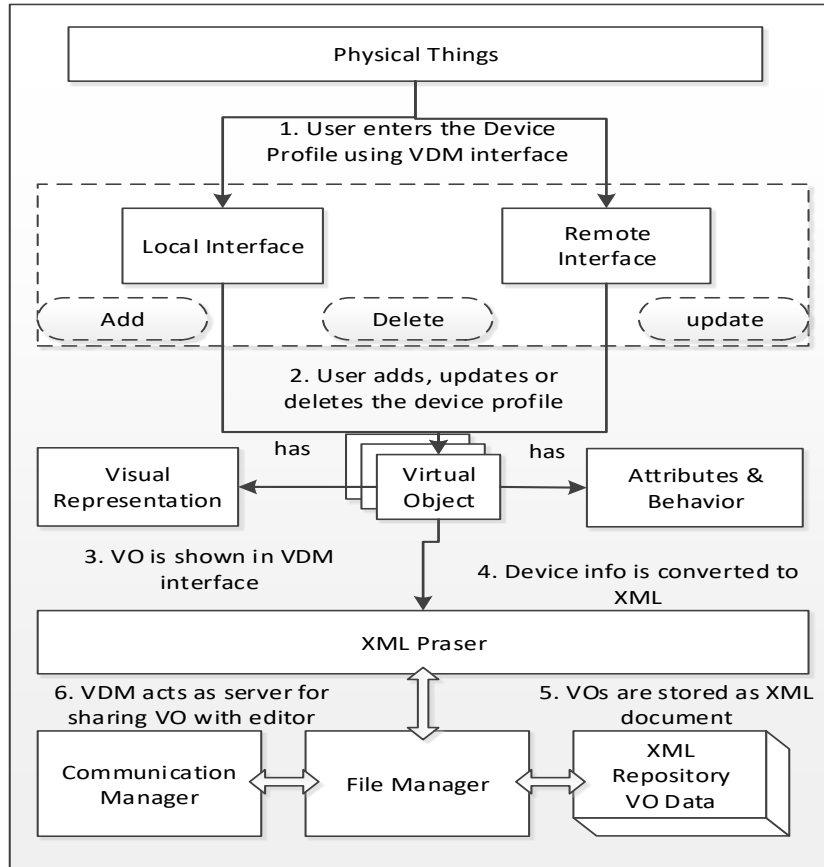 Physical Things
1. User enters the Device
Profile using VDM interface
Local Interface
Remote
Interface
Add
Delete
update
2. User adds, updates or
deletes the device profile
has
has
Visual
Representation
Virtual
Object
Attributes &
Behavior
3. VO is shown in VDM
interface
4. Device info is converted to
XML
XML Praser
6. VDM acts as server for
sharing VO with editor
5. VOs are stored as XML
document
Communication
Manager
File Manager
XML
Repository
VO Data